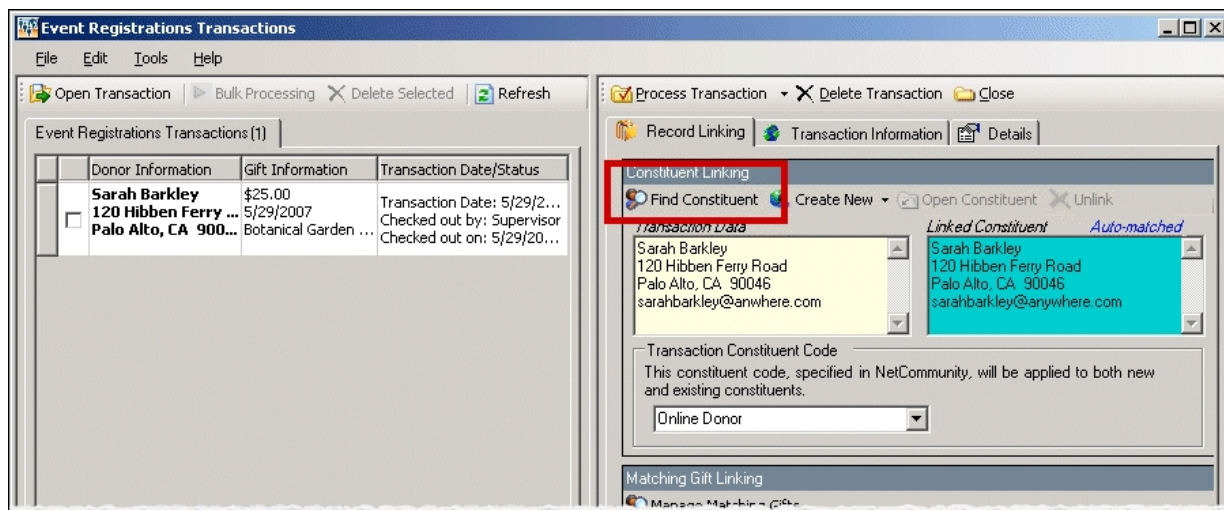 Event Registrations Transactions
File Edit Tools Help
Open Transaction Bulk Processing Delete Selected Refresh
Event Registrations Transactions (1)
Donor Information Gift Information Transaction Date/Status
Sarah Barkley $25.00 Transaction Date: 5/29/2...
120 Hibben Ferry ... 5/29/2007 Checked out by: Supervisor
Palo Alto, CA 900... Botanical Garden ... Checked out on: 5/29/20...
Process Transaction Delete Transaction Close
Record Linking Transaction Information Details
Constituent Linking
Find Constituent Create New Open Constituent Unlink
Transaction Data Linked Constituent Auto-matched
Sarah Barkley
120 Hibben Ferry Road
Palo Alto, CA 90046
sarahbarkley@anwhere.com
Sarah Barkley
120 Hibben Ferry Road
Palo Alto, CA 90046
sarahbarkley@anywhere.com
Transaction Constituent Code
This constituent code, specified in NetCommunity, will be applied to both new
and existing constituents.
Online Donor
Matching Gift Linking
Manage Matching Gifts